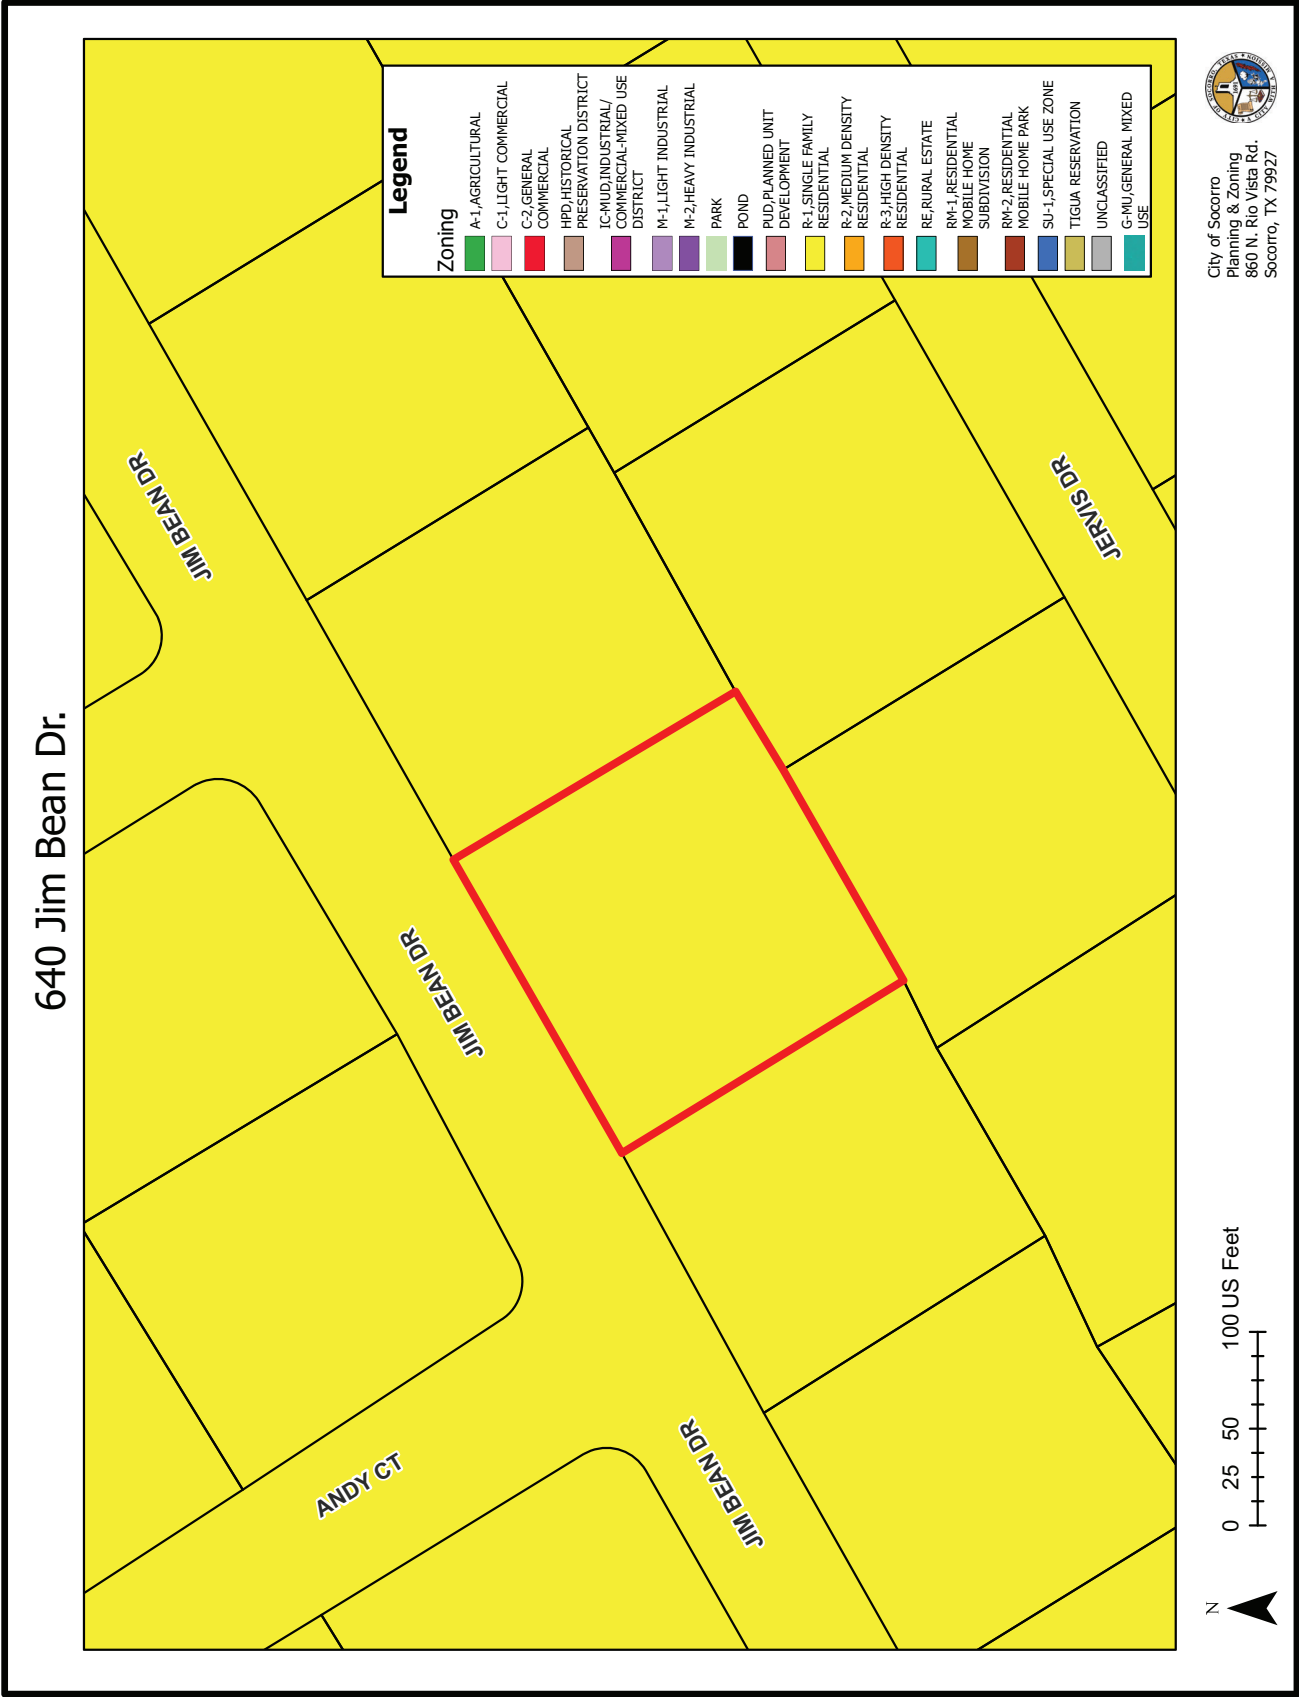 640 Jim Bean Dr.
JIM BEAN DR
JIM BEAN DR
JIM BEAN DR
ANDY CT
JERVIS DR
Legend
Zoning
A-1,AGRICULTURAL
C-1,LIGHT COMMERCIAL
C-2,GENERAL
COMMERCIAL
HPD,HISTORICAL
PRESERVATION DISTRICT
IC-MUD,INDUSTRIAL/
COMMERCIAL-MIXED USE
DISTRICT
M-1,LIGHT INDUSTRIAL
M-2,HEAVY INDUSTRIAL
PARK
POND
PUD,PLANNED UNIT
DEVELOPMENT
R-1,SINGLE FAMILY
RESIDENTIAL
R-2,MEDIUM DENSITY
RESIDENTIAL
R-3,HIGH DENSITY
RESIDENTIAL
RE,RURAL ESTATE
RM-1,RESIDENTIAL
MOBILE HOME
SUBDIVISION
RM-2,RESIDENTIAL
MOBILE HOME PARK
SU-1,SPECIAL USE ZONE
TIGUA RESERVATION
UNCLASSIFIED
G-MU,GENERAL MIXED
USE
N
0 25 50 100 US Feet
City of Socorro
Planning & Zoning
860 N. Rio Vista Rd.
Socorro, TX 79927